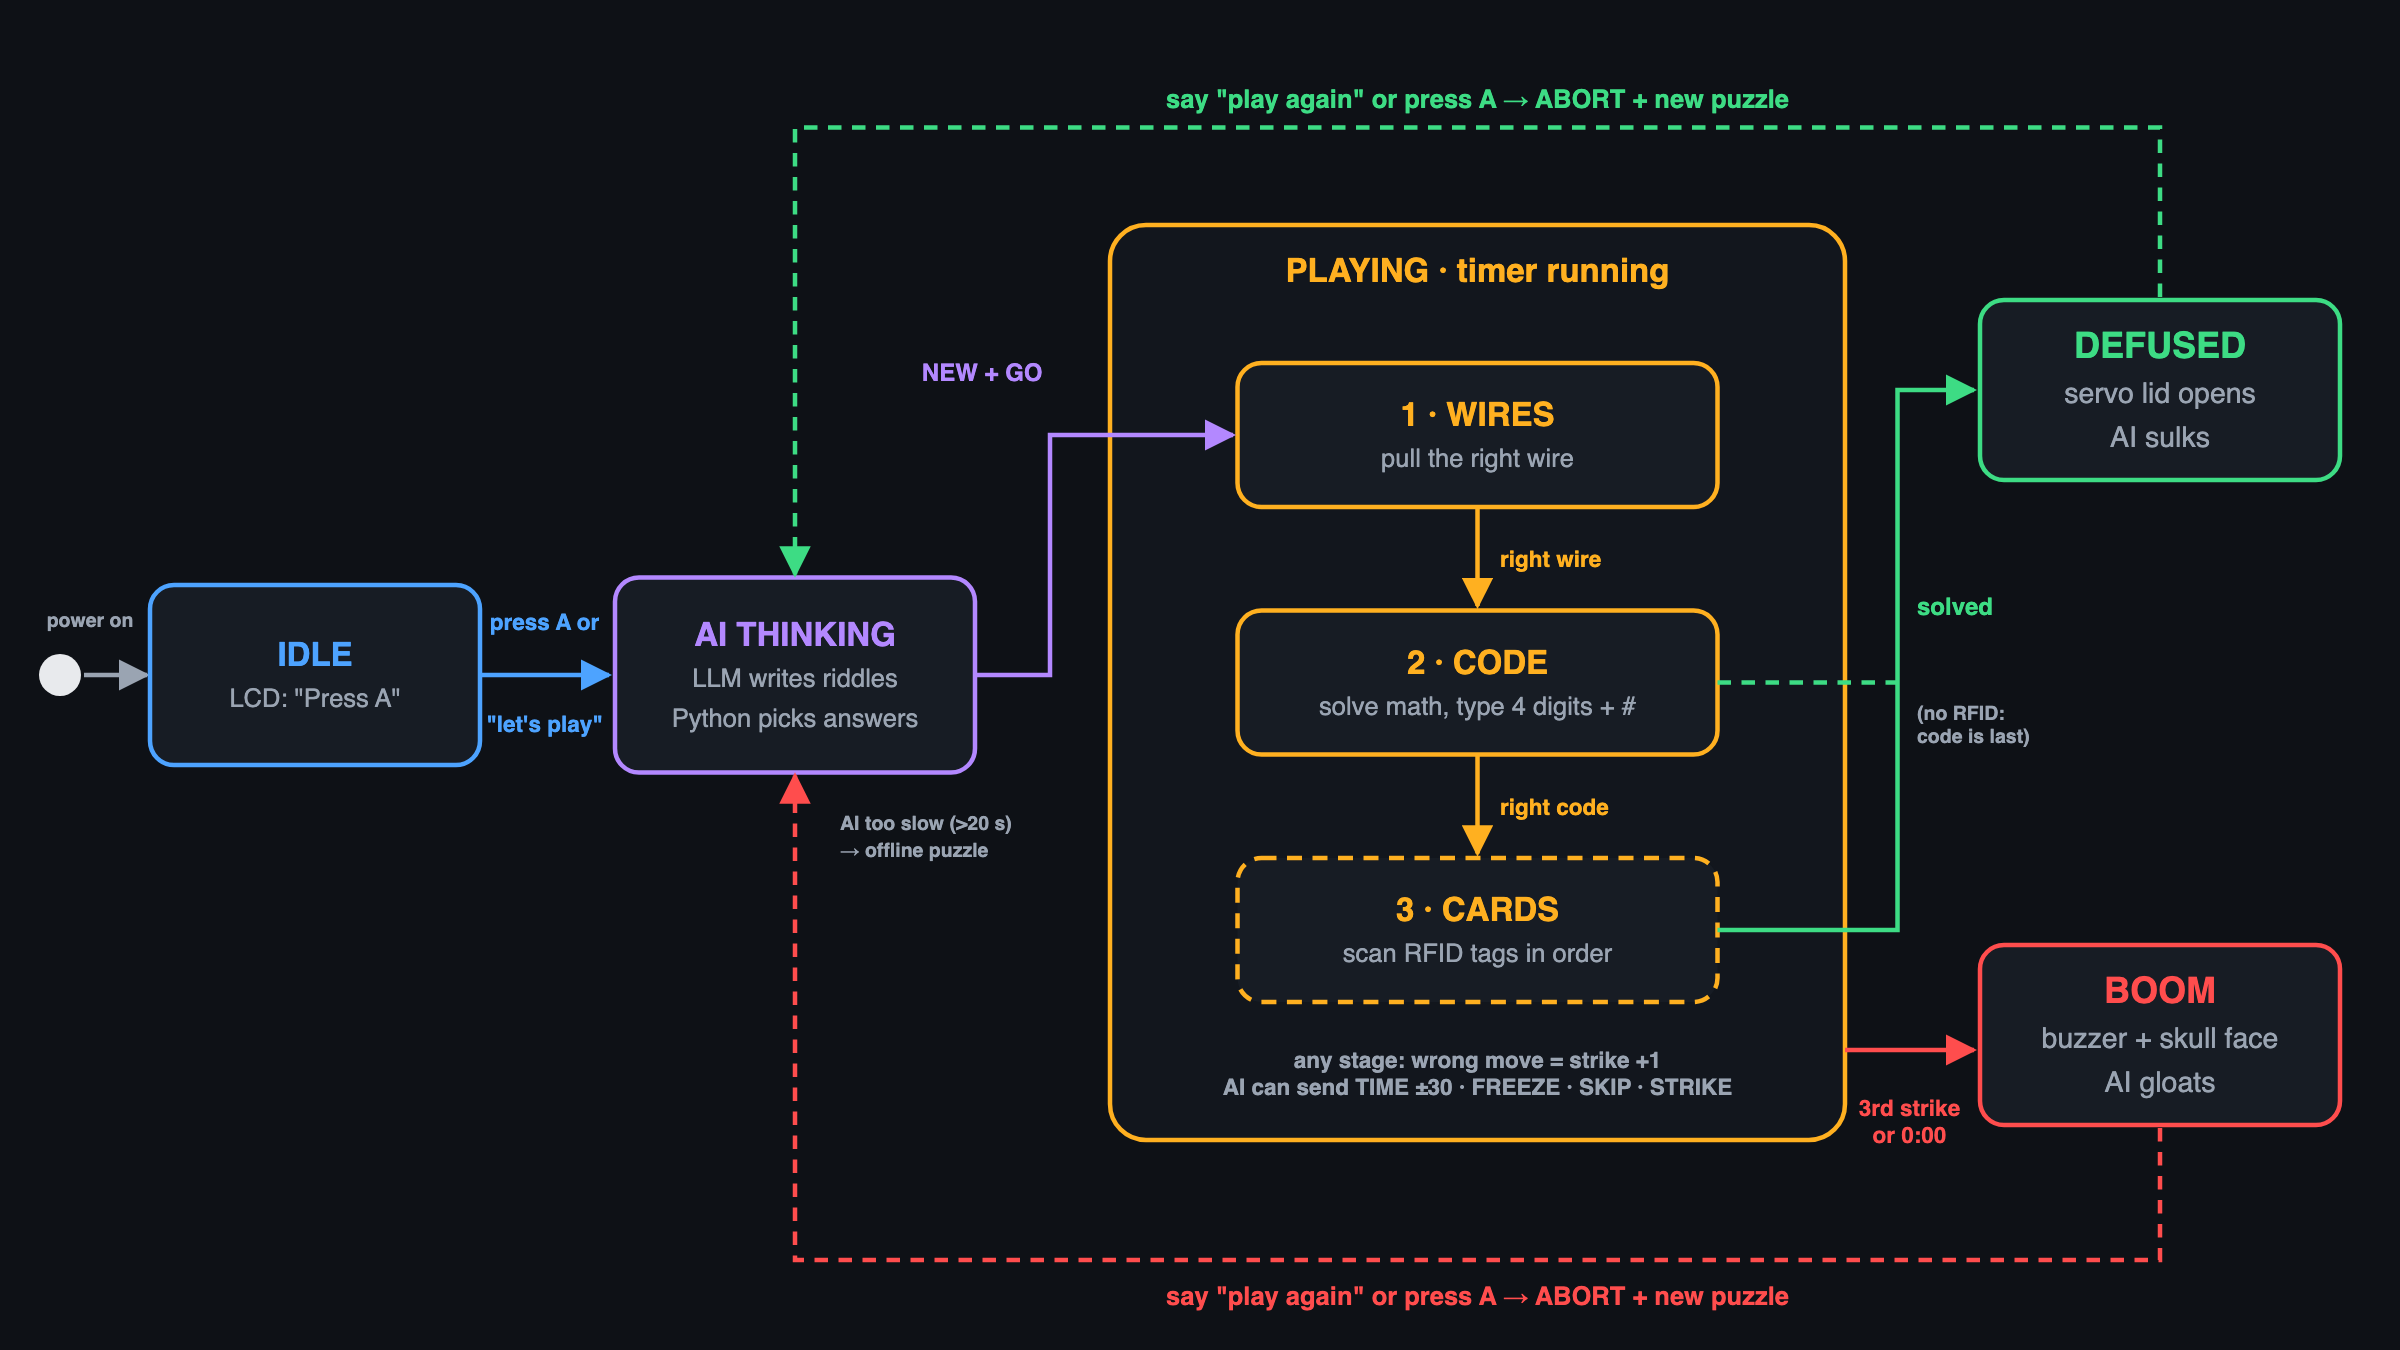 say "play again" or press A → ABORT + new puzzle
PLAYING · timer running
NEW + GO
1 · WIRES
pull the right wire
right wire
2 · CODE
solve math, type 4 digits + #
right code
3 · CARDS
scan RFID tags in order
any stage: wrong move = strike +1
AI can send TIME ±30 · FREEZE · SKIP · STRIKE
power on
IDLE
LCD: "Press A"
press A or
"let's play"
AI THINKING
LLM writes riddles
Python picks answers
AI too slow (>20 s)
→ offline puzzle
DEFUSED
servo lid opens
AI sulks
solved
(no RFID:
code is last)
BOOM
buzzer + skull face
AI gloats
3rd strike
or 0:00
say "play again" or press A → ABORT + new puzzle